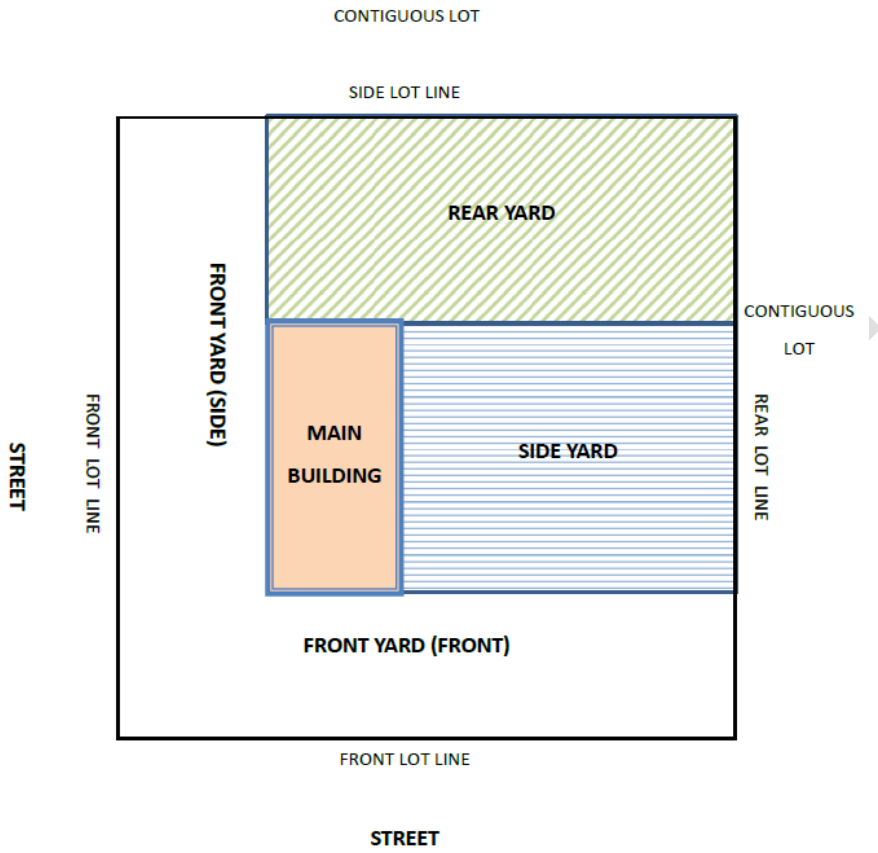 CONTIGUOUS LOT
SIDE LOT LINE
REAR YARD
FRONT YARD (SIDE)
CONTIGUOUS
LOT
MAIN
BUILDING
SIDE YARD
FRONT LOT LINE
STREET
REAR LOT LINE
FRONT YARD (FRONT)
FRONT LOT LINE
STREET